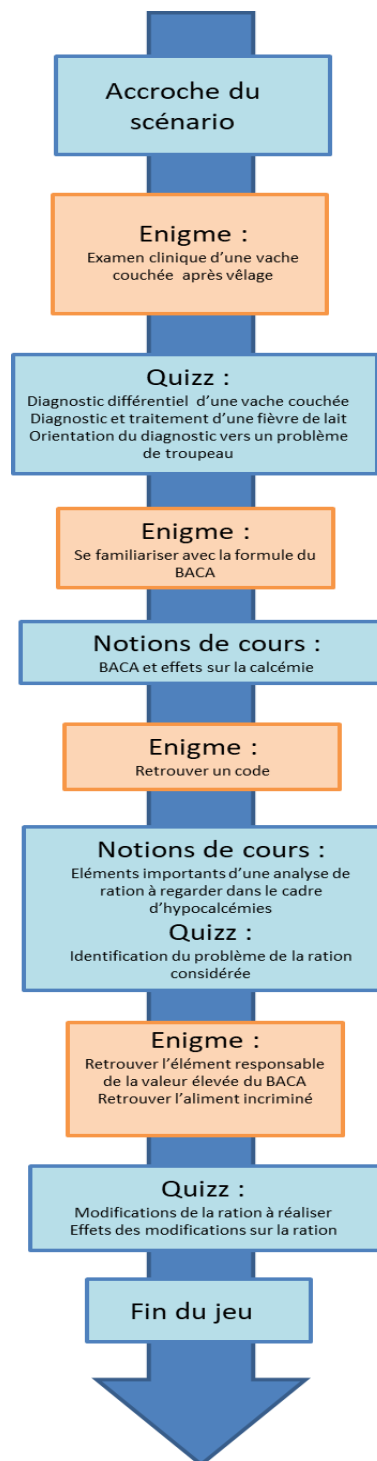 Accroche du
scénario
Enigme :
Examen clinique d'une vache
couchée après vêlage
Quizz :
Diagnostic différentiel d'une vache couchée
Diagnostic et traitement d'une fièvre de lait
Orientation du diagnostic vers un problème
de troupeau
Enigme :
Se familiariser avec la formule du
BACA
Notions de cours :
BACA et effets sur la calcémie
Enigme :
Retrouver un code
Notions de cours :
Eléments importants d'une analyse de
ration à regarder dans le cadre
d'hypocalcémies
Quizz :
Identification du problème de la ration
considérée
Enigme :
Retrouver l'élément responsable
de la valeur élevée du BACA
Retrouver l'aliment incriminé
Quizz :
Modifications de la ration à réaliser
Effets des modifications sur la ration
Fin du jeu